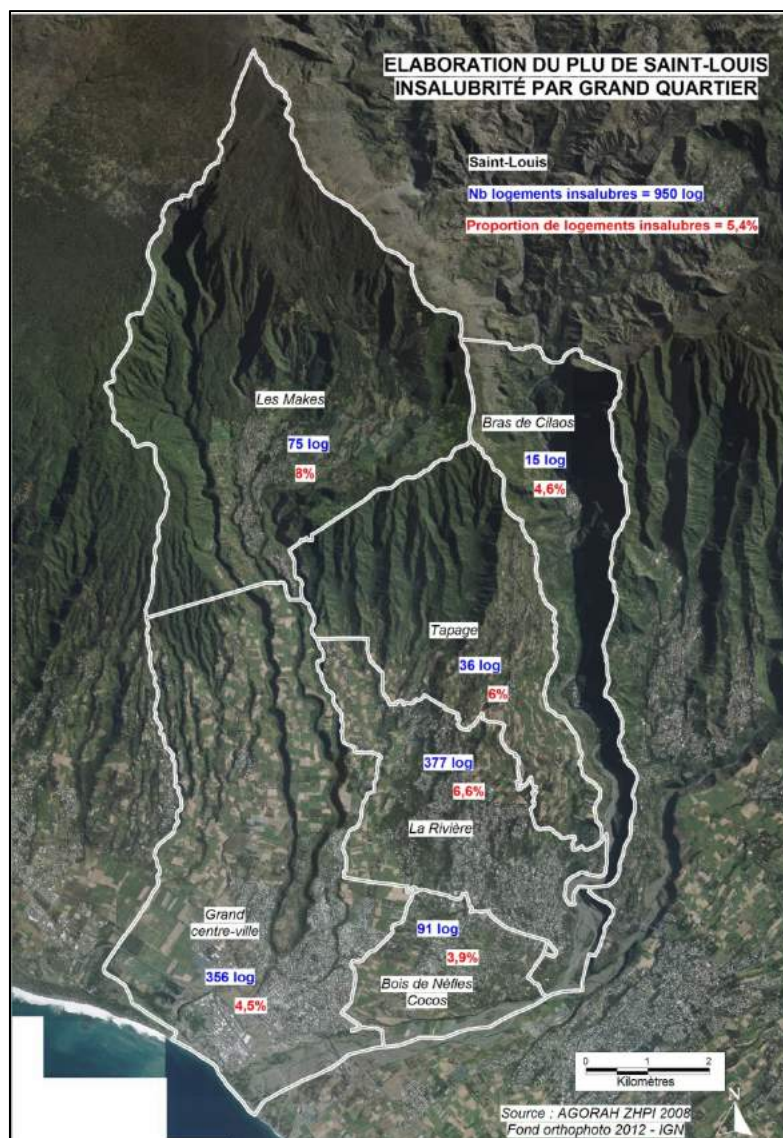 ELABORATION DU PLU DE SAINT-LOUIS
INSALUBRITÉ PAR GRAND QUARTIER
Saint-Louis
Nb logements insalubres = 950 log
Proportion de logements insalubres = 5,4%
Les Makes
75 log
8%
Bras de Cilaos
15 log
4,6%
Tapage
36 log
6%
377 log
6,6%
La Rivière
Grand
centre-ville
356 log
4,5%
91 log
3,9%
Bois de Nèfles
Cocos
0 1 2
Kilomètres
N
Source : AGORAH ZHPI 2008
Fond orthophoto 2012 - IGN